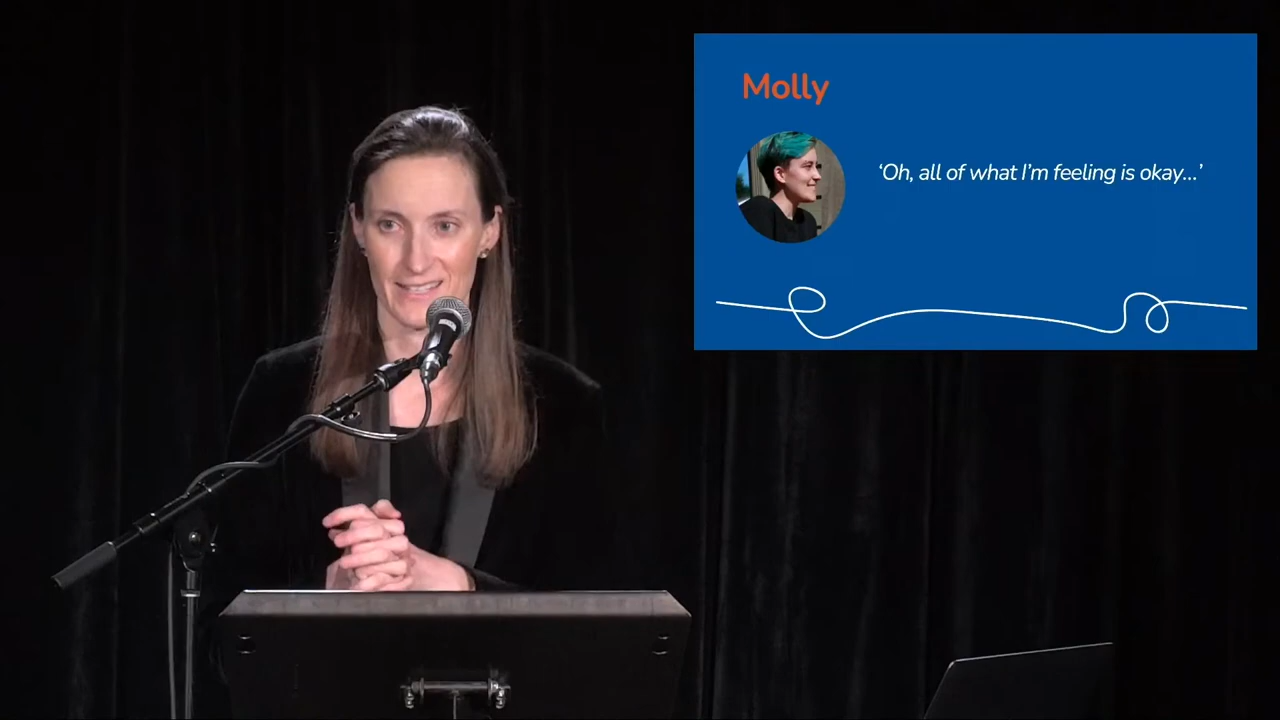 Molly
‘Oh, all of what I’m feeling is okay...’